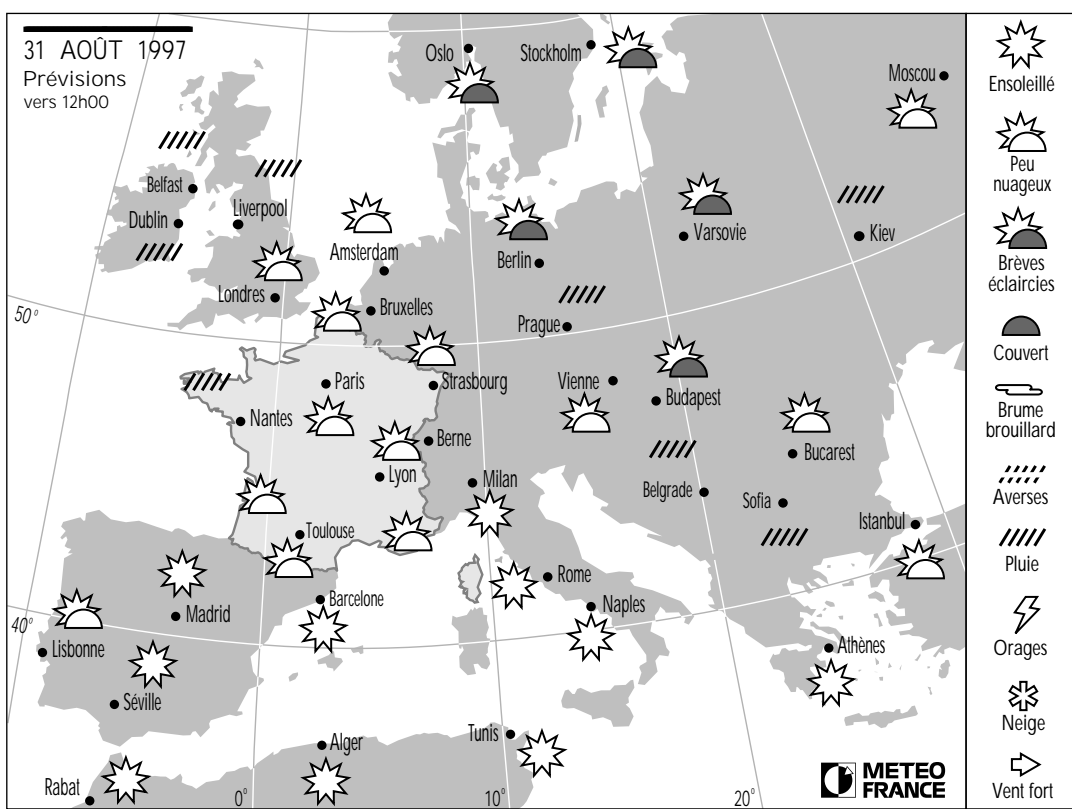 31 AOÛT 1997
Prévisions
vers 12h00
Oslo
Stockholm
Moscou
Belfast
Dublin
Liverpool
Londres
Amsterdam
Bruxelles
Berlin
Varsovie
Kiev
Prague
50°
Paris
Strasbourg
Nantes
Berne
Lyon
Vienne
Budapest
Bucarest
Milan
Belgrade
Sofia
Istanbul
Toulouse
Rome
Naples
Barcelone
Madrid
40°
Lisbonne
Séville
Athènes
Tunis
Alger
Rabat
0°
10°
20°
METEO
FRANCE
Ensoleillé
Peu
nuageux
Brèves
éclaircies
Couvert
Brume
brouillard
Averses
Pluie
Orages
Neige
Vent fort